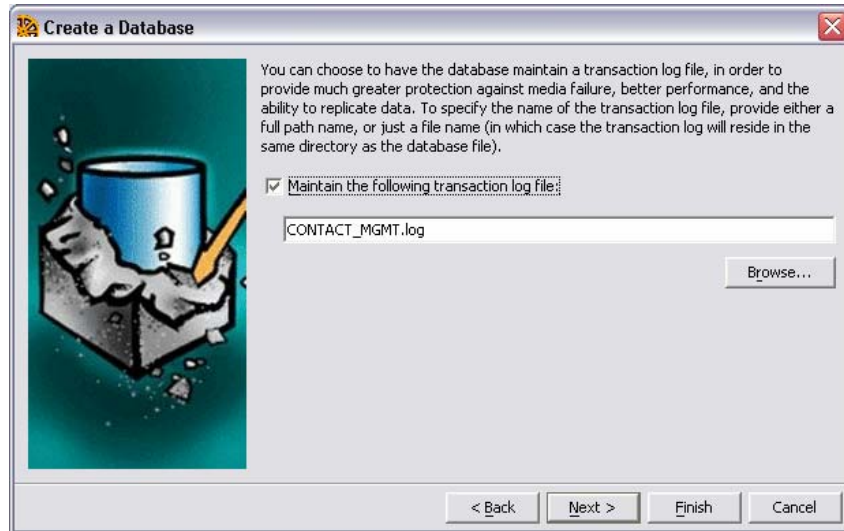 Create a Database
You can choose to have the database maintain a transaction log file, in order to
provide much greater protection against media failure, better performance, and the
ability to replicate data. To specify the name of the transaction log file, provide either a
full path name, or just a file name (in which case the transaction log will reside in the
same directory as the database file).
Maintain the following transaction log file:
CONTACT_MGMT.log
Browse...
< Back Next > Finish Cancel